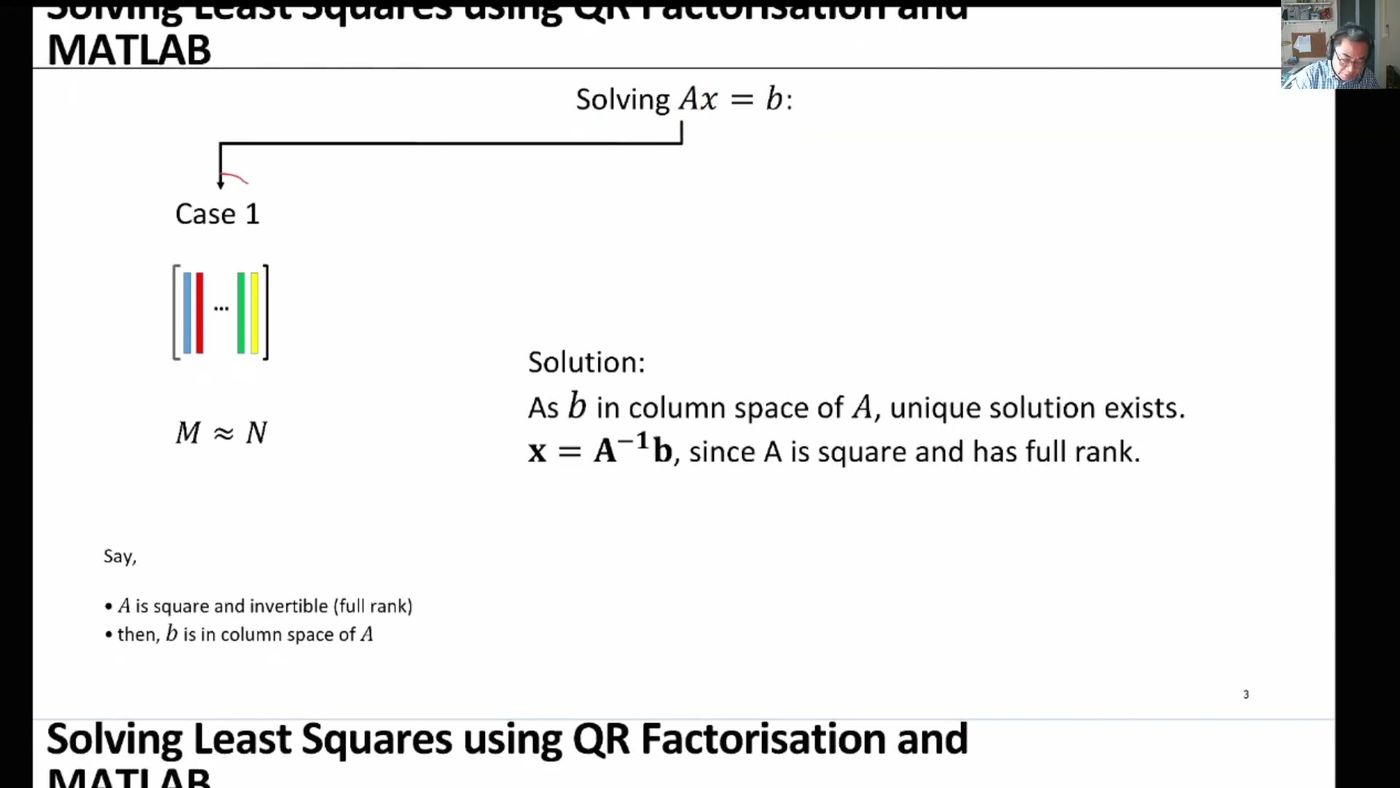 Solving Least Squares using QR Factorisation and
MATLAB
Solving Ax = b:
Case 1
...
M ≈ N
Solution:
As b in column space of A, unique solution exists.
x = A⁻¹b, since A is square and has full rank.
Say,
• A is square and invertible (full rank)
• then, b is in column space of A
3
Solving Least Squares using QR Factorisation and
MATLAB